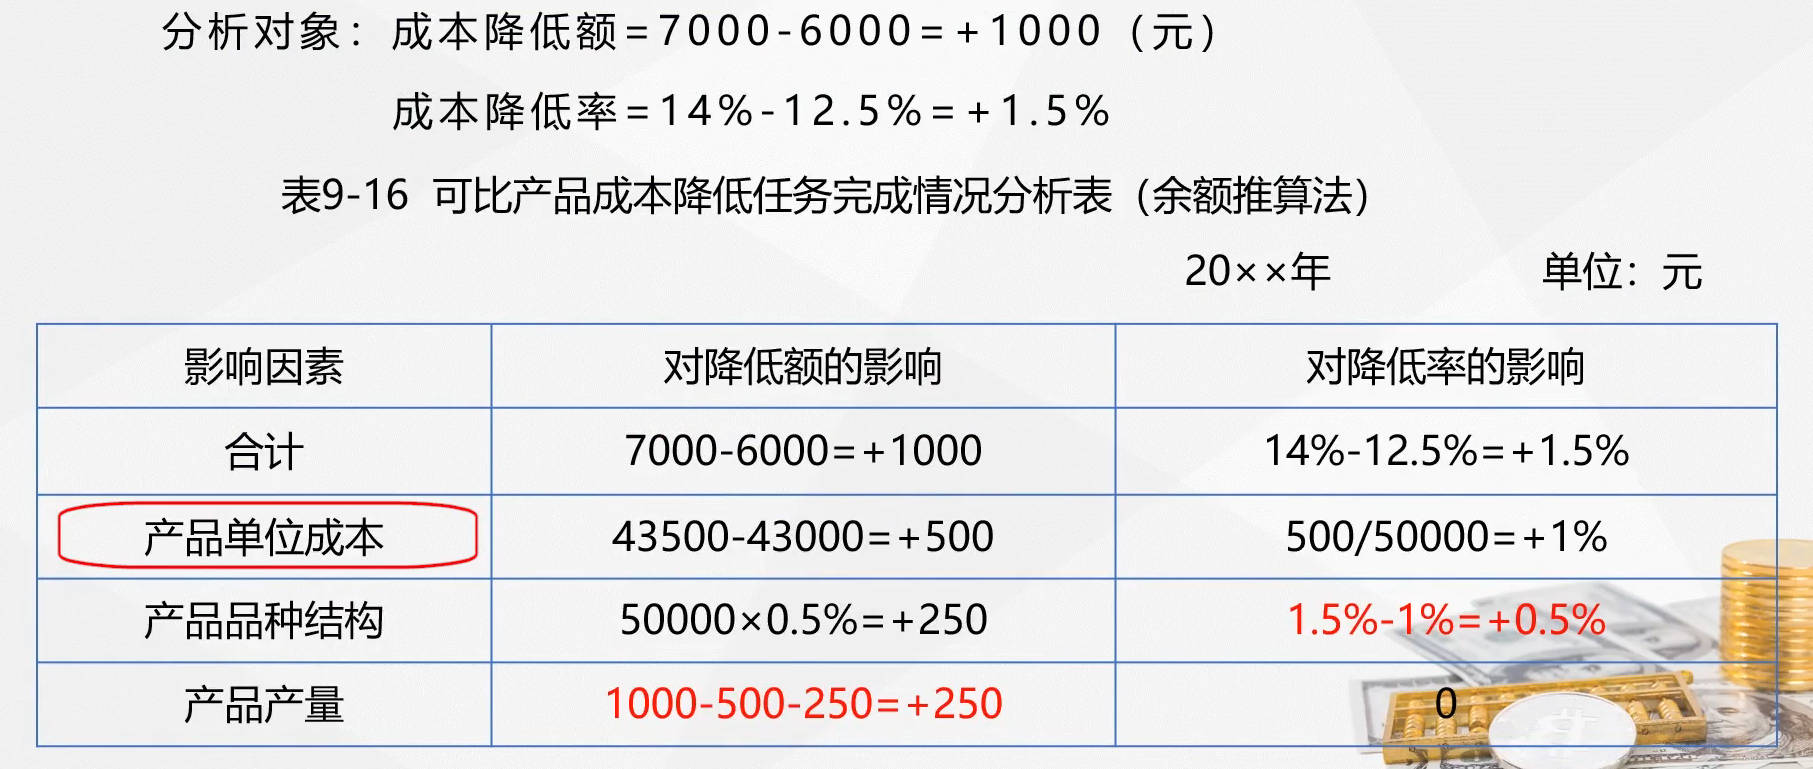 分析对象：成本降低额=7000-6000=+1000（元）
成本降低率=14%-12.5%=+1.5%
表9-16 可比产品成本降低任务完成情况分析表（余额推算法）
20××年 单位：元
影响因素 对降低额的影响 对降低率的影响
合计 7000-6000=+1000 14%-12.5%=+1.5%
产品单位成本 43500-43000=+500 500/50000=+1%
产品品种结构 50000×0.5%=+250 1.5%-1%=+0.5%
产品产量 1000-500-250=+250 0